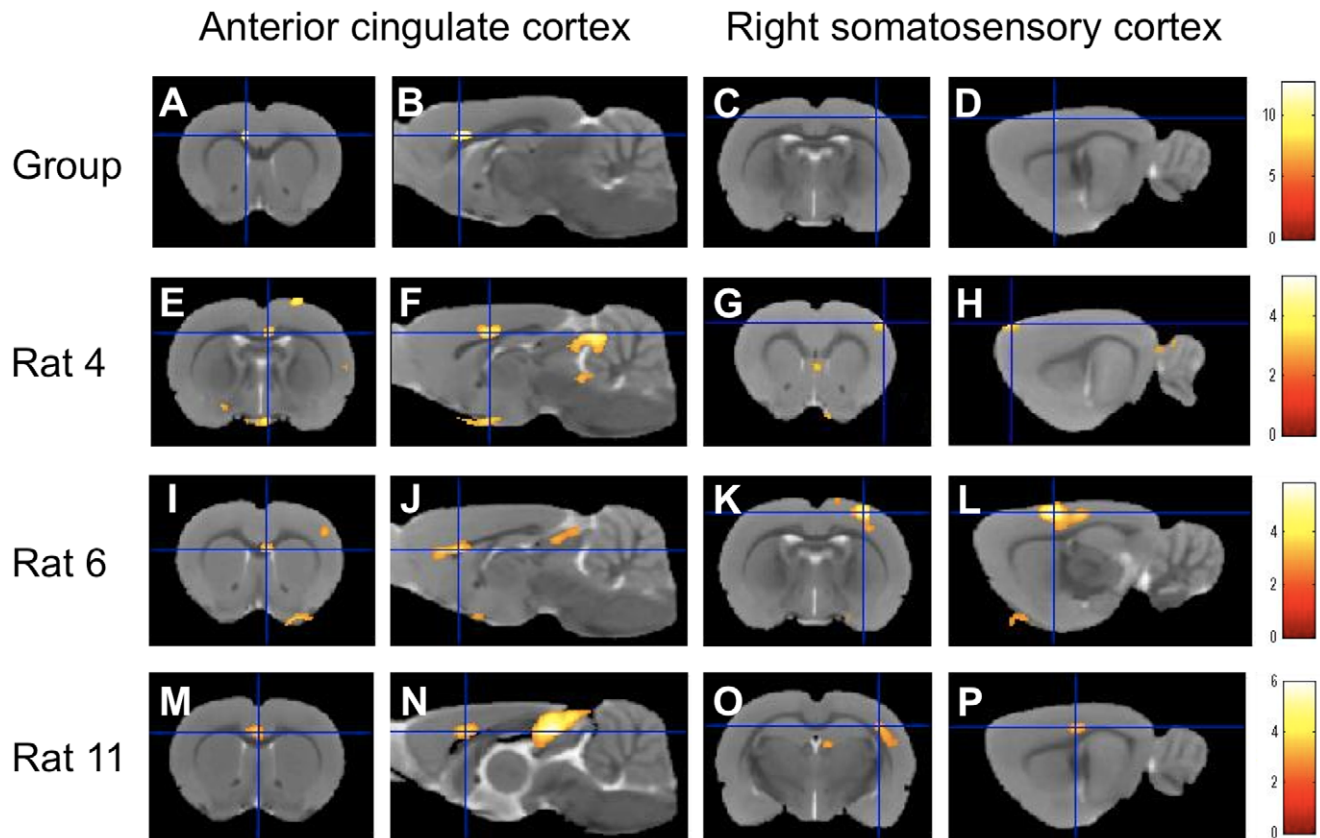 Anterior cingulate cortex Right somatosensory cortex
Group A B C D 10 5 0
Rat 4 E F G H 4 2 0
Rat 6 I J K L 4 2 0
Rat 11 M N O P 6 4 2 0